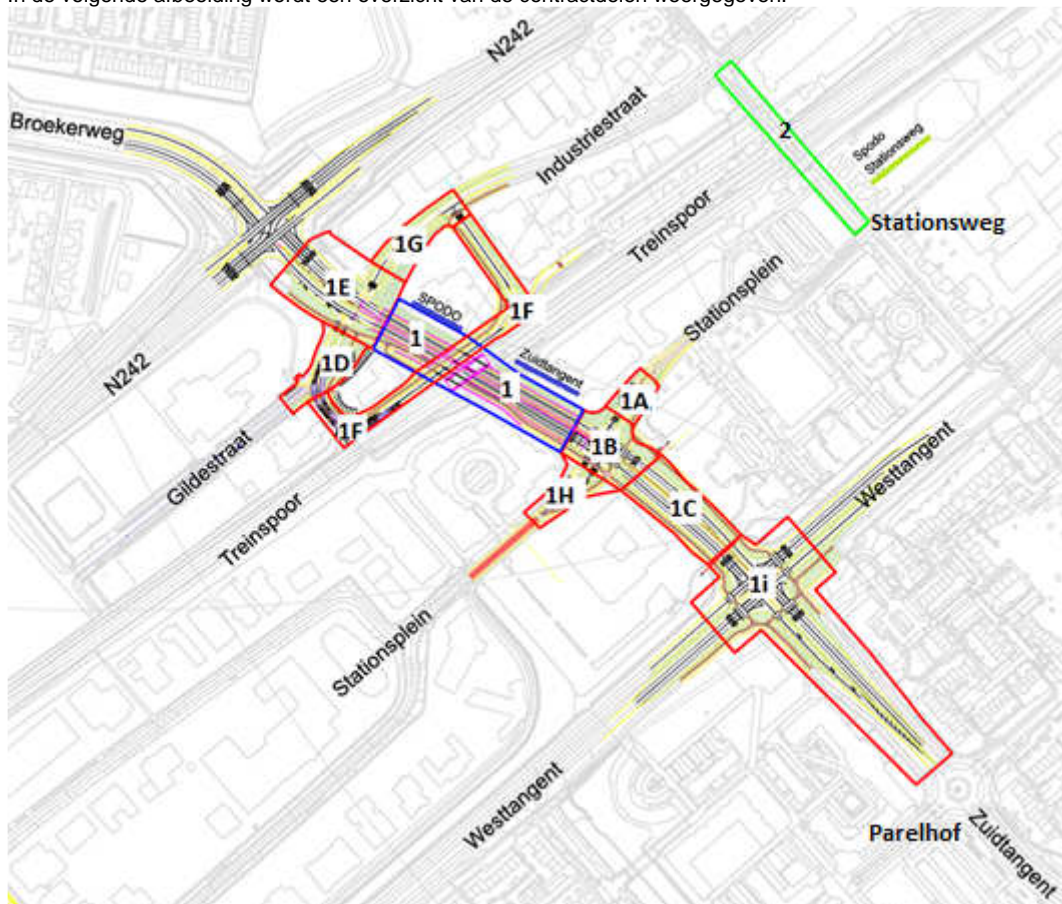 In de volgende afbeelding wordt een overzicht van de contractdelen weergegeven:
N242
Broekerweg
2
Industriestraat
Spodo
Stationsweg
Stationsweg
Treinspoor
1G
1E
1F
SPODO
Stationsplein
1
Zuidtangent
1D
N242
1
1A
1F
1B
Westtangent
Gildestraat
1H
1C
Treinspoor
1i
Stationsplein
Westtangent
Parelhof
Zuidtangent